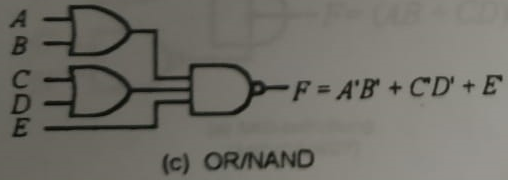 A
B
C
D
E
F = A'B' + C'D' + E'
(c) OR/NAND